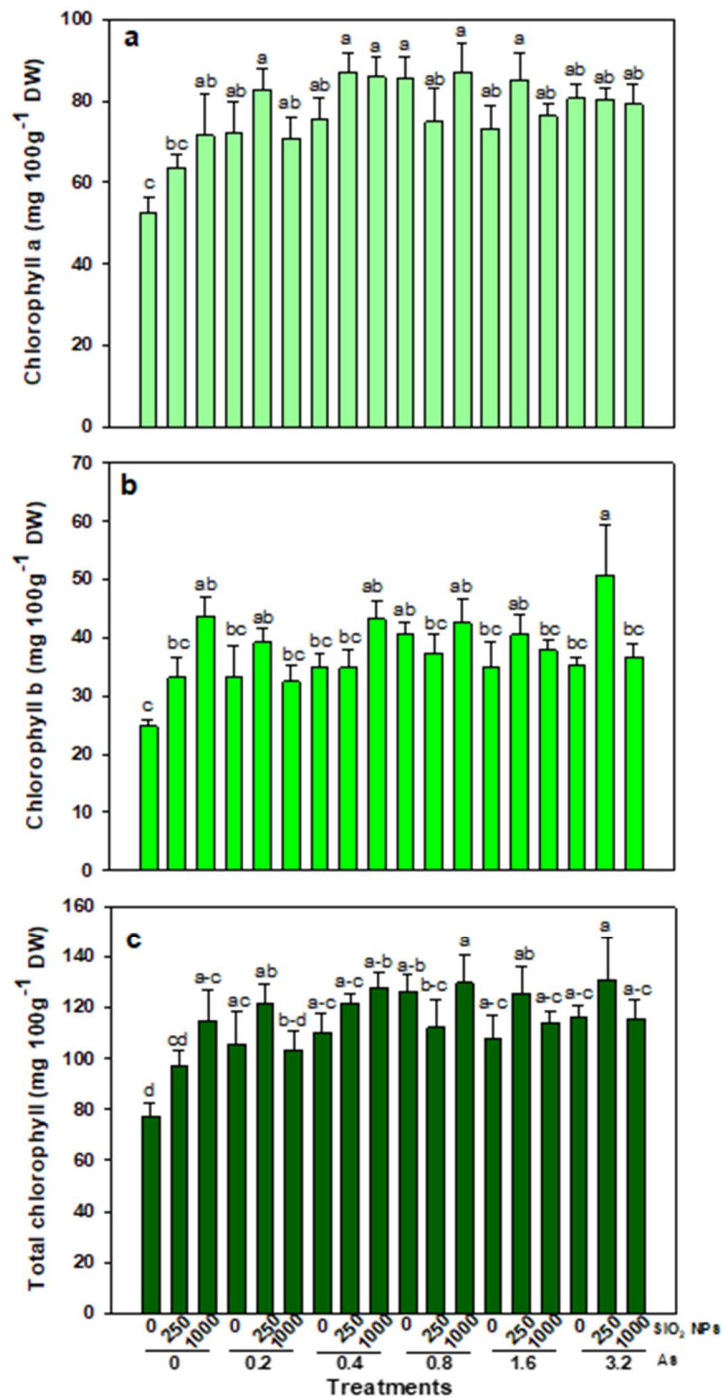 a
Chlorophyll a (mg 100g⁻¹ DW)
100
80
60
40
20
0
c bc ab ab a ab ab a a a ab a ab a ab ab ab ab
b
Chlorophyll b (mg 100g⁻¹ DW)
70
60
50
40
30
20
10
0
c bc ab bc ab bc bc bc ab ab bc ab bc ab bc bc a bc
c
Total chlorophyll (mg 100g⁻¹ DW)
160
140
120
100
80
60
40
20
0
d cd a-c ac ab b-d a-c a-c a-b a-b b-c a a-c ab a-c a-c a a-c
0 250 1000 0 250 1000 0 250 1000 0 250 1000 0 250 1000 0 250 1000 SIO₂ NPs
0 0.2 0.4 0.8 1.6 3.2 As
Treatments